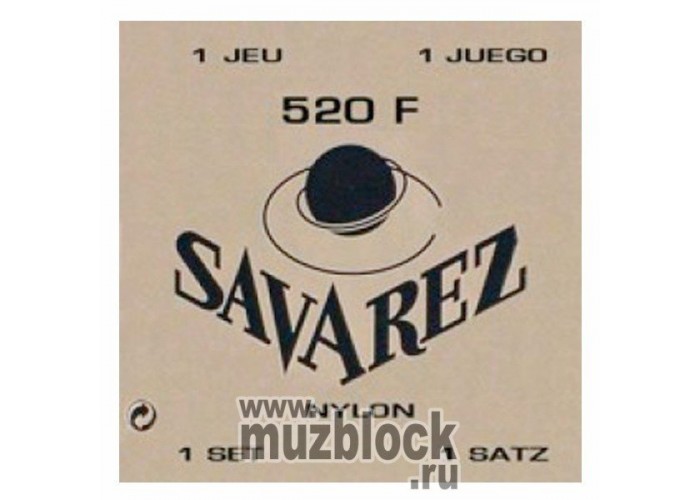 1 JEU 1 JUEGO
520 F
SAVAREZ
NYLON
www.
muzblock
.ru
1 SET 1 SATZ